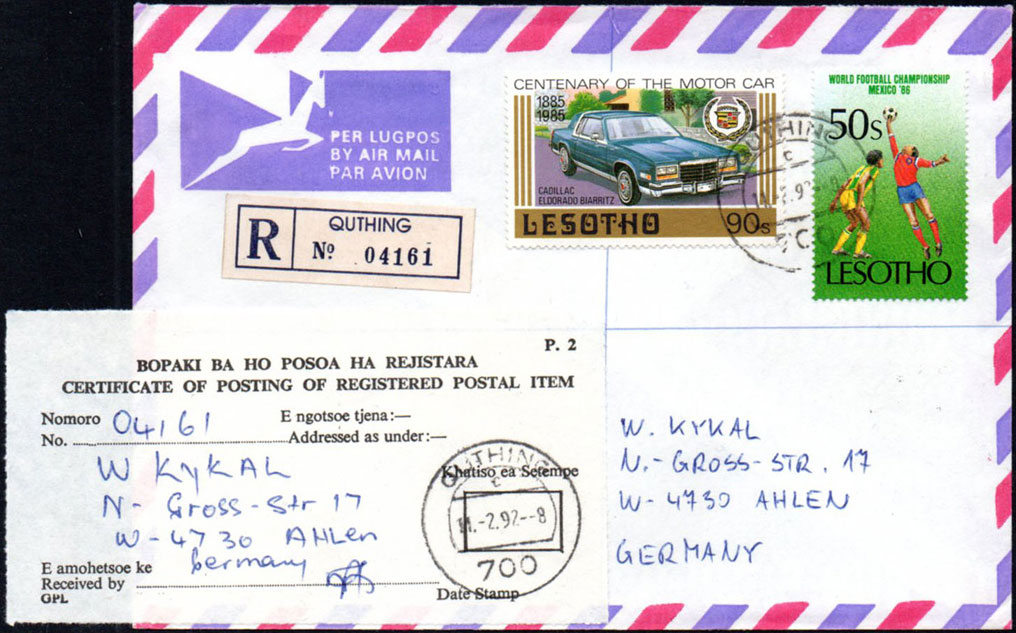 PER LUGPOS
BY AIR MAIL
PAR AVION
CENTENARY OF THE MOTOR CAR
1885
1985
CADILLAC
ELDORADO BIARRITZ
LESOTHO 90s
WORLD FOOTBALL CHAMPIONSHIP
MEXICO '86
50s
LESOTHO
R
QUTHING
No 04161
P. 2
BOPAKI BA HO POSOA HA REJISTARA
CERTIFICATE OF POSTING OF REGISTERED POSTAL ITEM
Nomoro 04161 E ngotsoe tjena:—
No. Addressed as under:—
W KYKAL
N- Gross-Str 17
W-4730 AHLen
Germany
Khatiso ea Setempe
QUTHING
C
11.-2.92--8
700
E amohetsoe ke
Received by
Date Stamp
GPL
W. KYKAL
N.-GROSS-STR. 17
W-4730 AHLEN
GERMANY